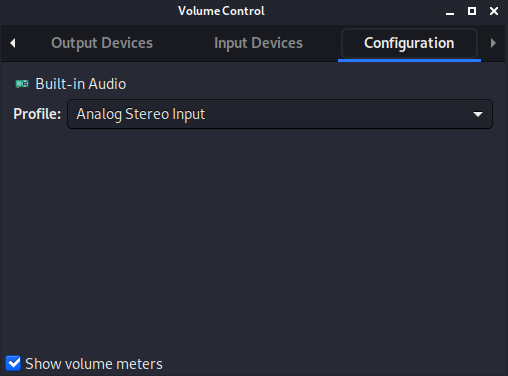 Volume Control
Output Devices
Input Devices
Configuration
Built-in Audio
Profile: Analog Stereo Input
Show volume meters